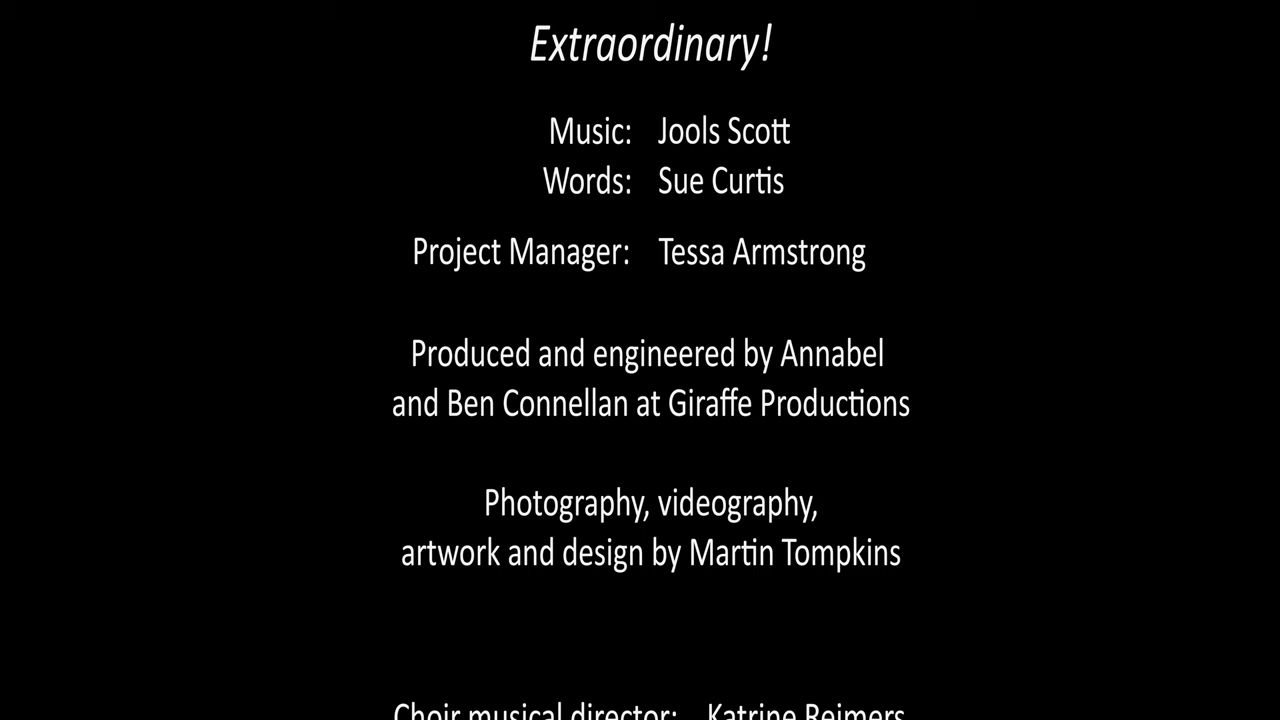 Extraordinary!
Music: Jools Scott
Words: Sue Curtis
Project Manager: Tessa Armstrong
Produced and engineered by Annabel
and Ben Connellan at Giraffe Productions
Photography, videography,
artwork and design by Martin Tompkins
Choir musical director: Katrine Reimers